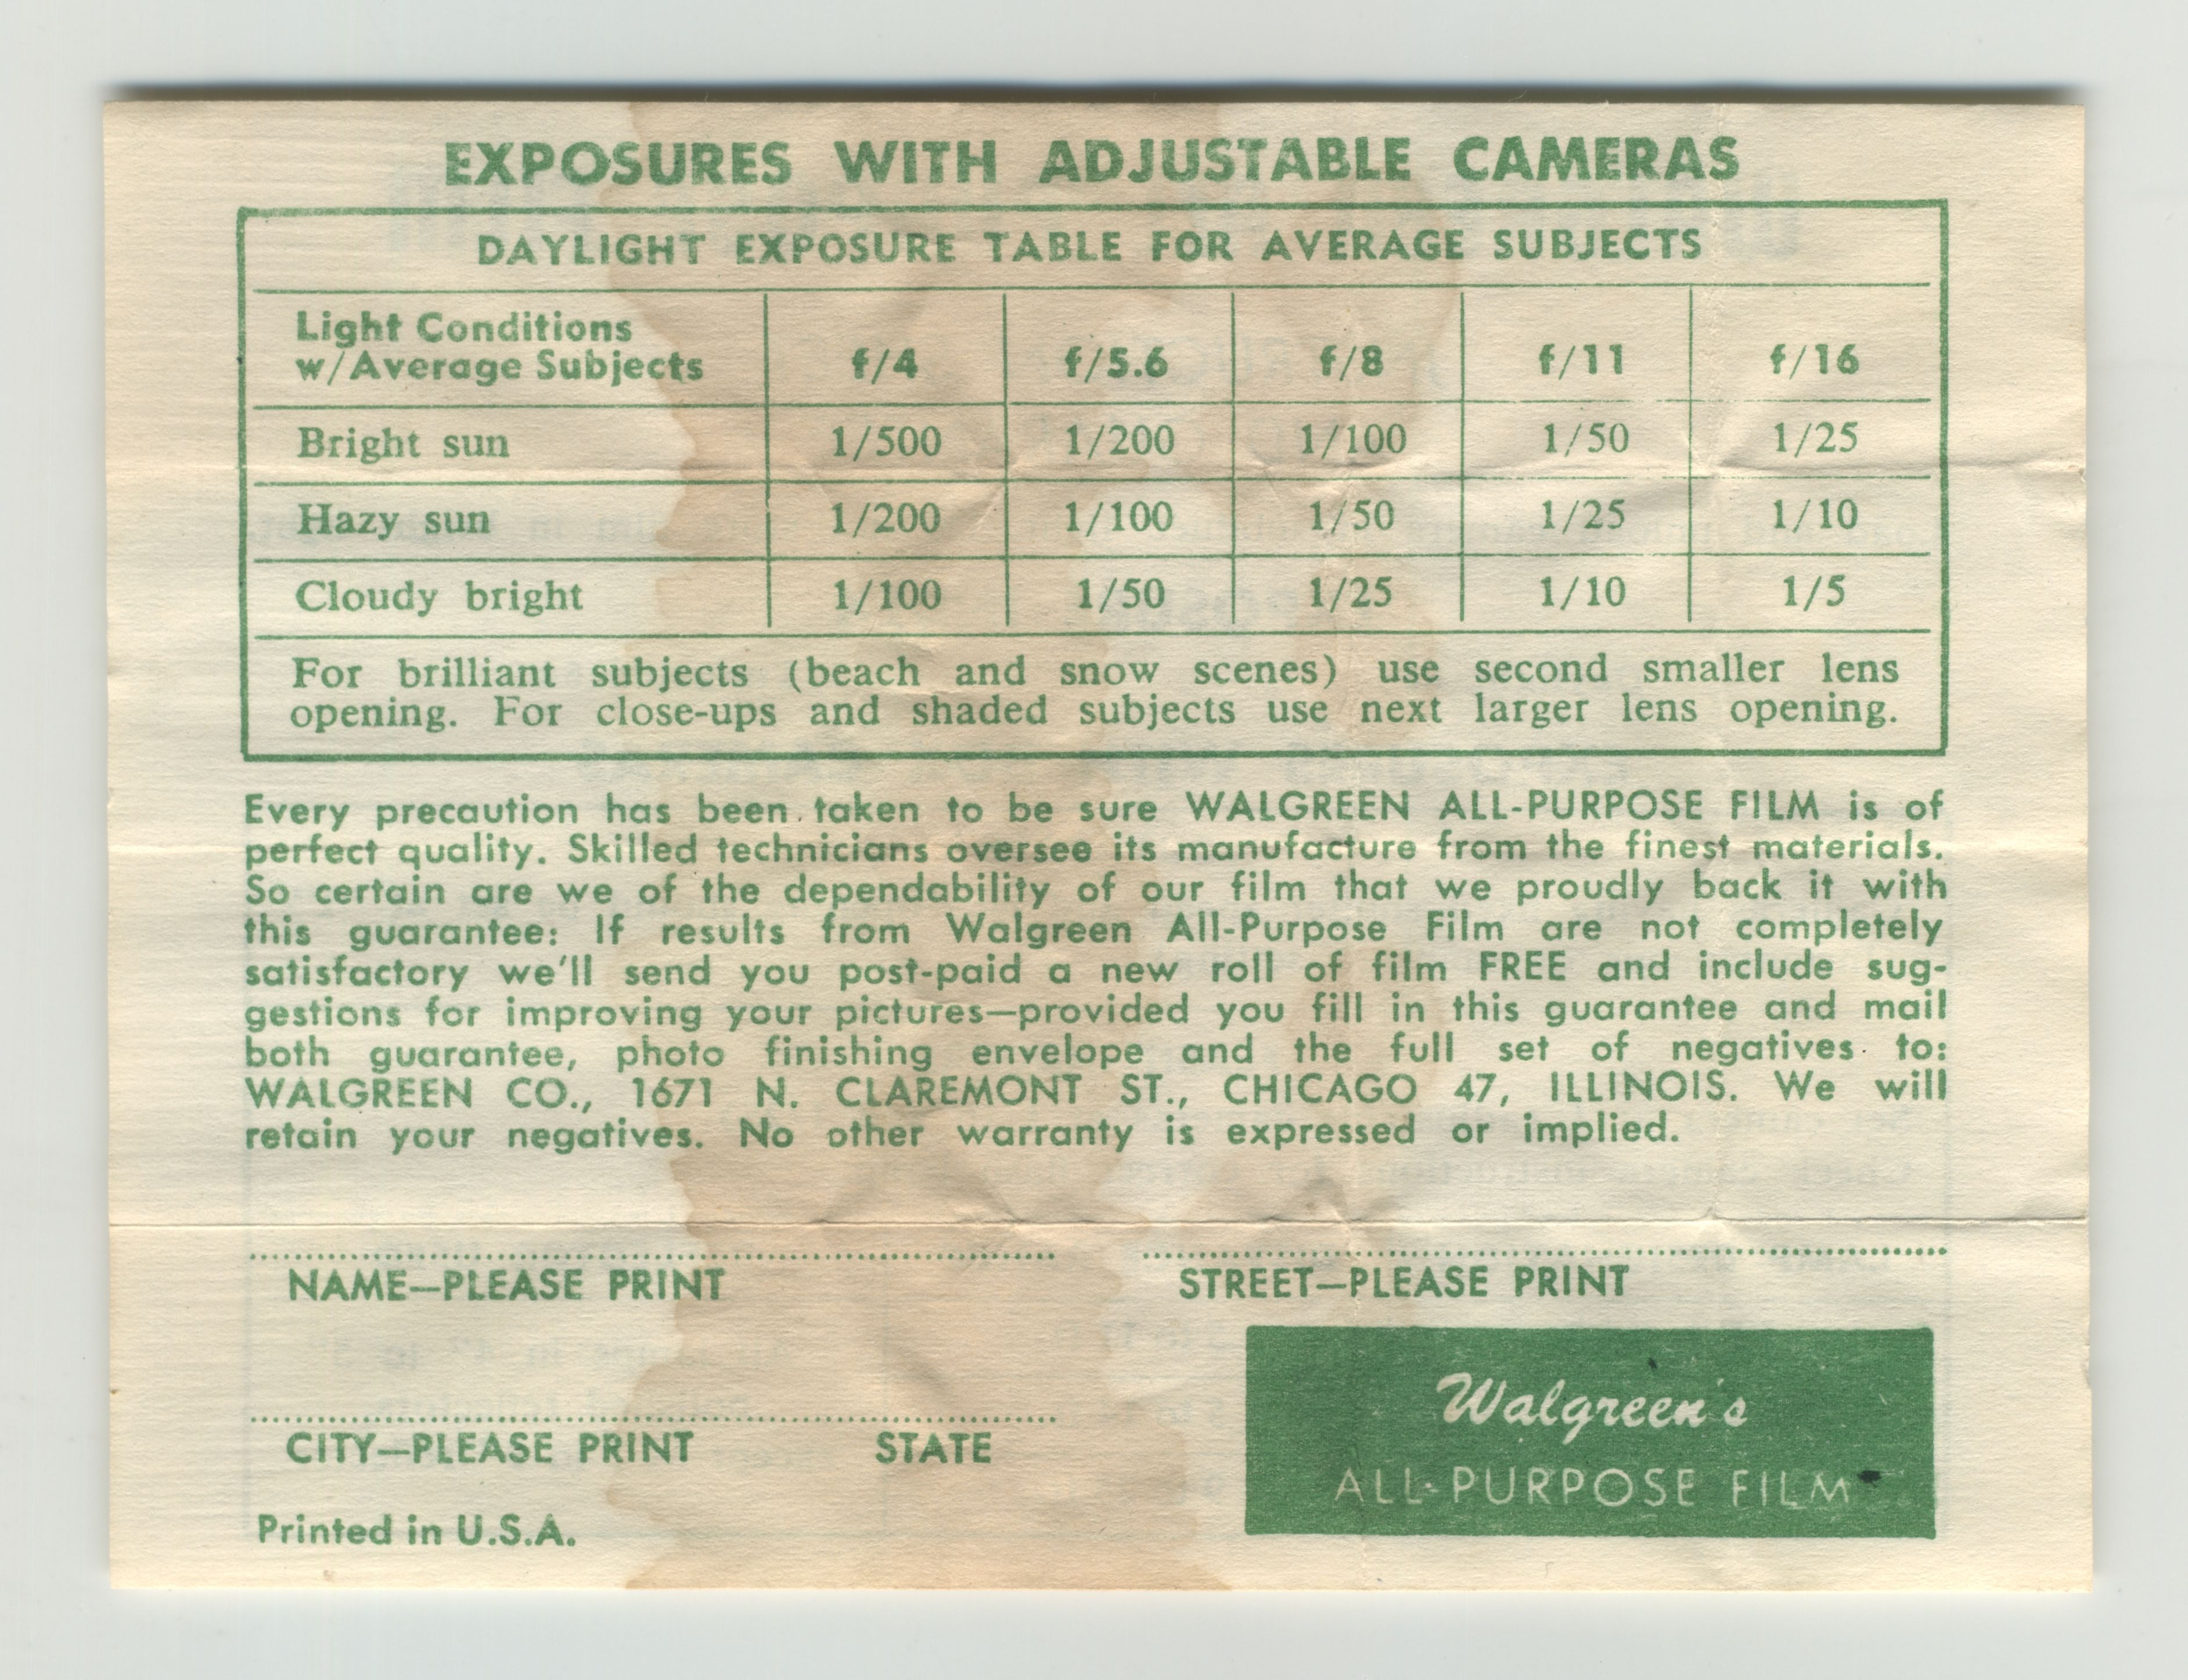 EXPOSURES WITH ADJUSTABLE CAMERAS
DAYLIGHT EXPOSURE TABLE FOR AVERAGE SUBJECTS
Light Conditions
w/Average Subjects f/4 f/5.6 f/8 f/11 f/16
Bright sun 1/500 1/200 1/100 1/50 1/25
Hazy sun 1/200 1/100 1/50 1/25 1/10
Cloudy bright 1/100 1/50 1/25 1/10 1/5
For brilliant subjects (beach and snow scenes) use second smaller lens
opening. For close-ups and shaded subjects use next larger lens opening.
Every precaution has been taken to be sure WALGREEN ALL-PURPOSE FILM is of
perfect quality. Skilled technicians oversee its manufacture from the finest materials.
So certain are we of the dependability of our film that we proudly back it with
this guarantee: If results from Walgreen All-Purpose Film are not completely
satisfactory we'll send you post-paid a new roll of film FREE and include sug-
gestions for improving your pictures—provided you fill in this guarantee and mail
both guarantee, photo finishing envelope and the full set of negatives to:
WALGREEN CO., 1671 N. CLAREMONT ST., CHICAGO 47, ILLINOIS. We will
retain your negatives. No other warranty is expressed or implied.
NAME—PLEASE PRINT STREET—PLEASE PRINT
CITY—PLEASE PRINT STATE
Walgreen's
ALL-PURPOSE FILM
Printed in U.S.A.